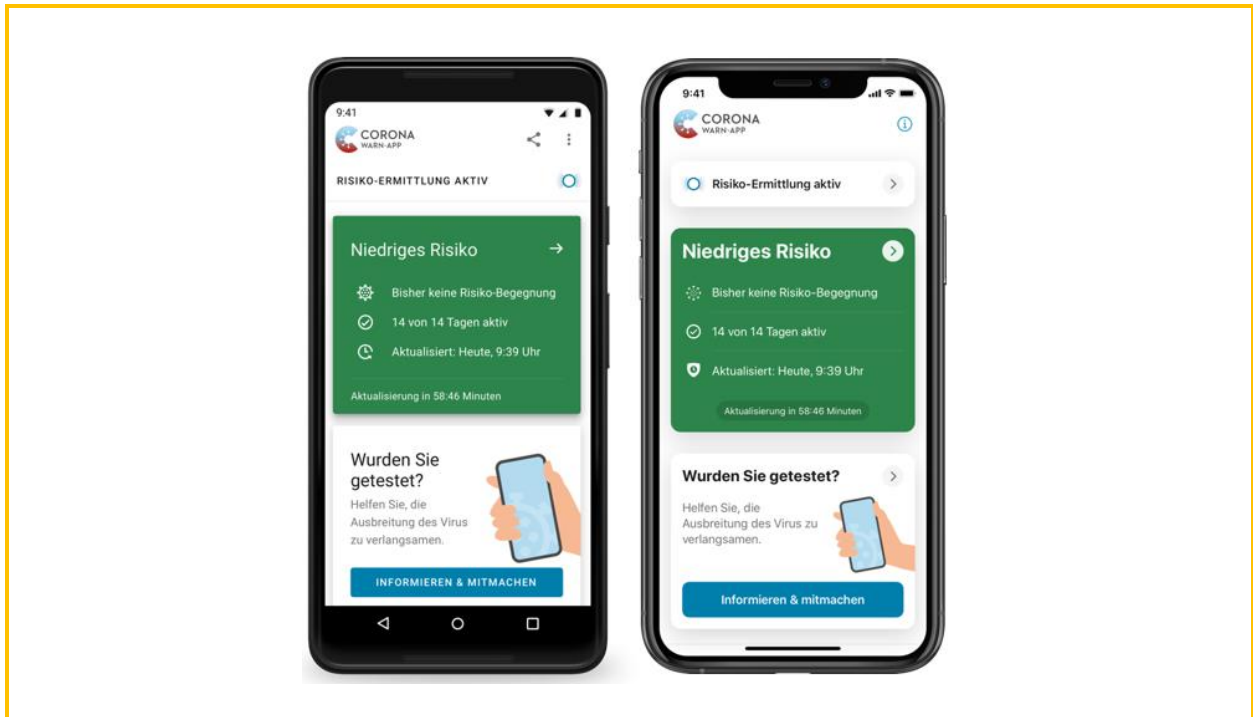 9:41
CORONA
WARN-APP
RISIKO-ERMITTLUNG AKTIV
Niedriges Risiko
Bisher keine Risiko-Begegnung
14 von 14 Tagen aktiv
Aktualisiert: Heute, 9:39 Uhr
Aktualisierung in 58:46 Minuten
Wurden Sie
getestet?
Helfen Sie, die
Ausbreitung des Virus
zu verlangsamen.
INFORMIEREN & MITMACHEN
9:41
CORONA
WARN-APP
Risiko-Ermittlung aktiv
Niedriges Risiko
Bisher keine Risiko-Begegnung
14 von 14 Tagen aktiv
Aktualisiert: Heute, 9:39 Uhr
Aktualisierung in 58:46 Minuten
Wurden Sie getestet?
Helfen Sie, die
Ausbreitung des Virus zu
verlangsamen.
Informieren & mitmachen